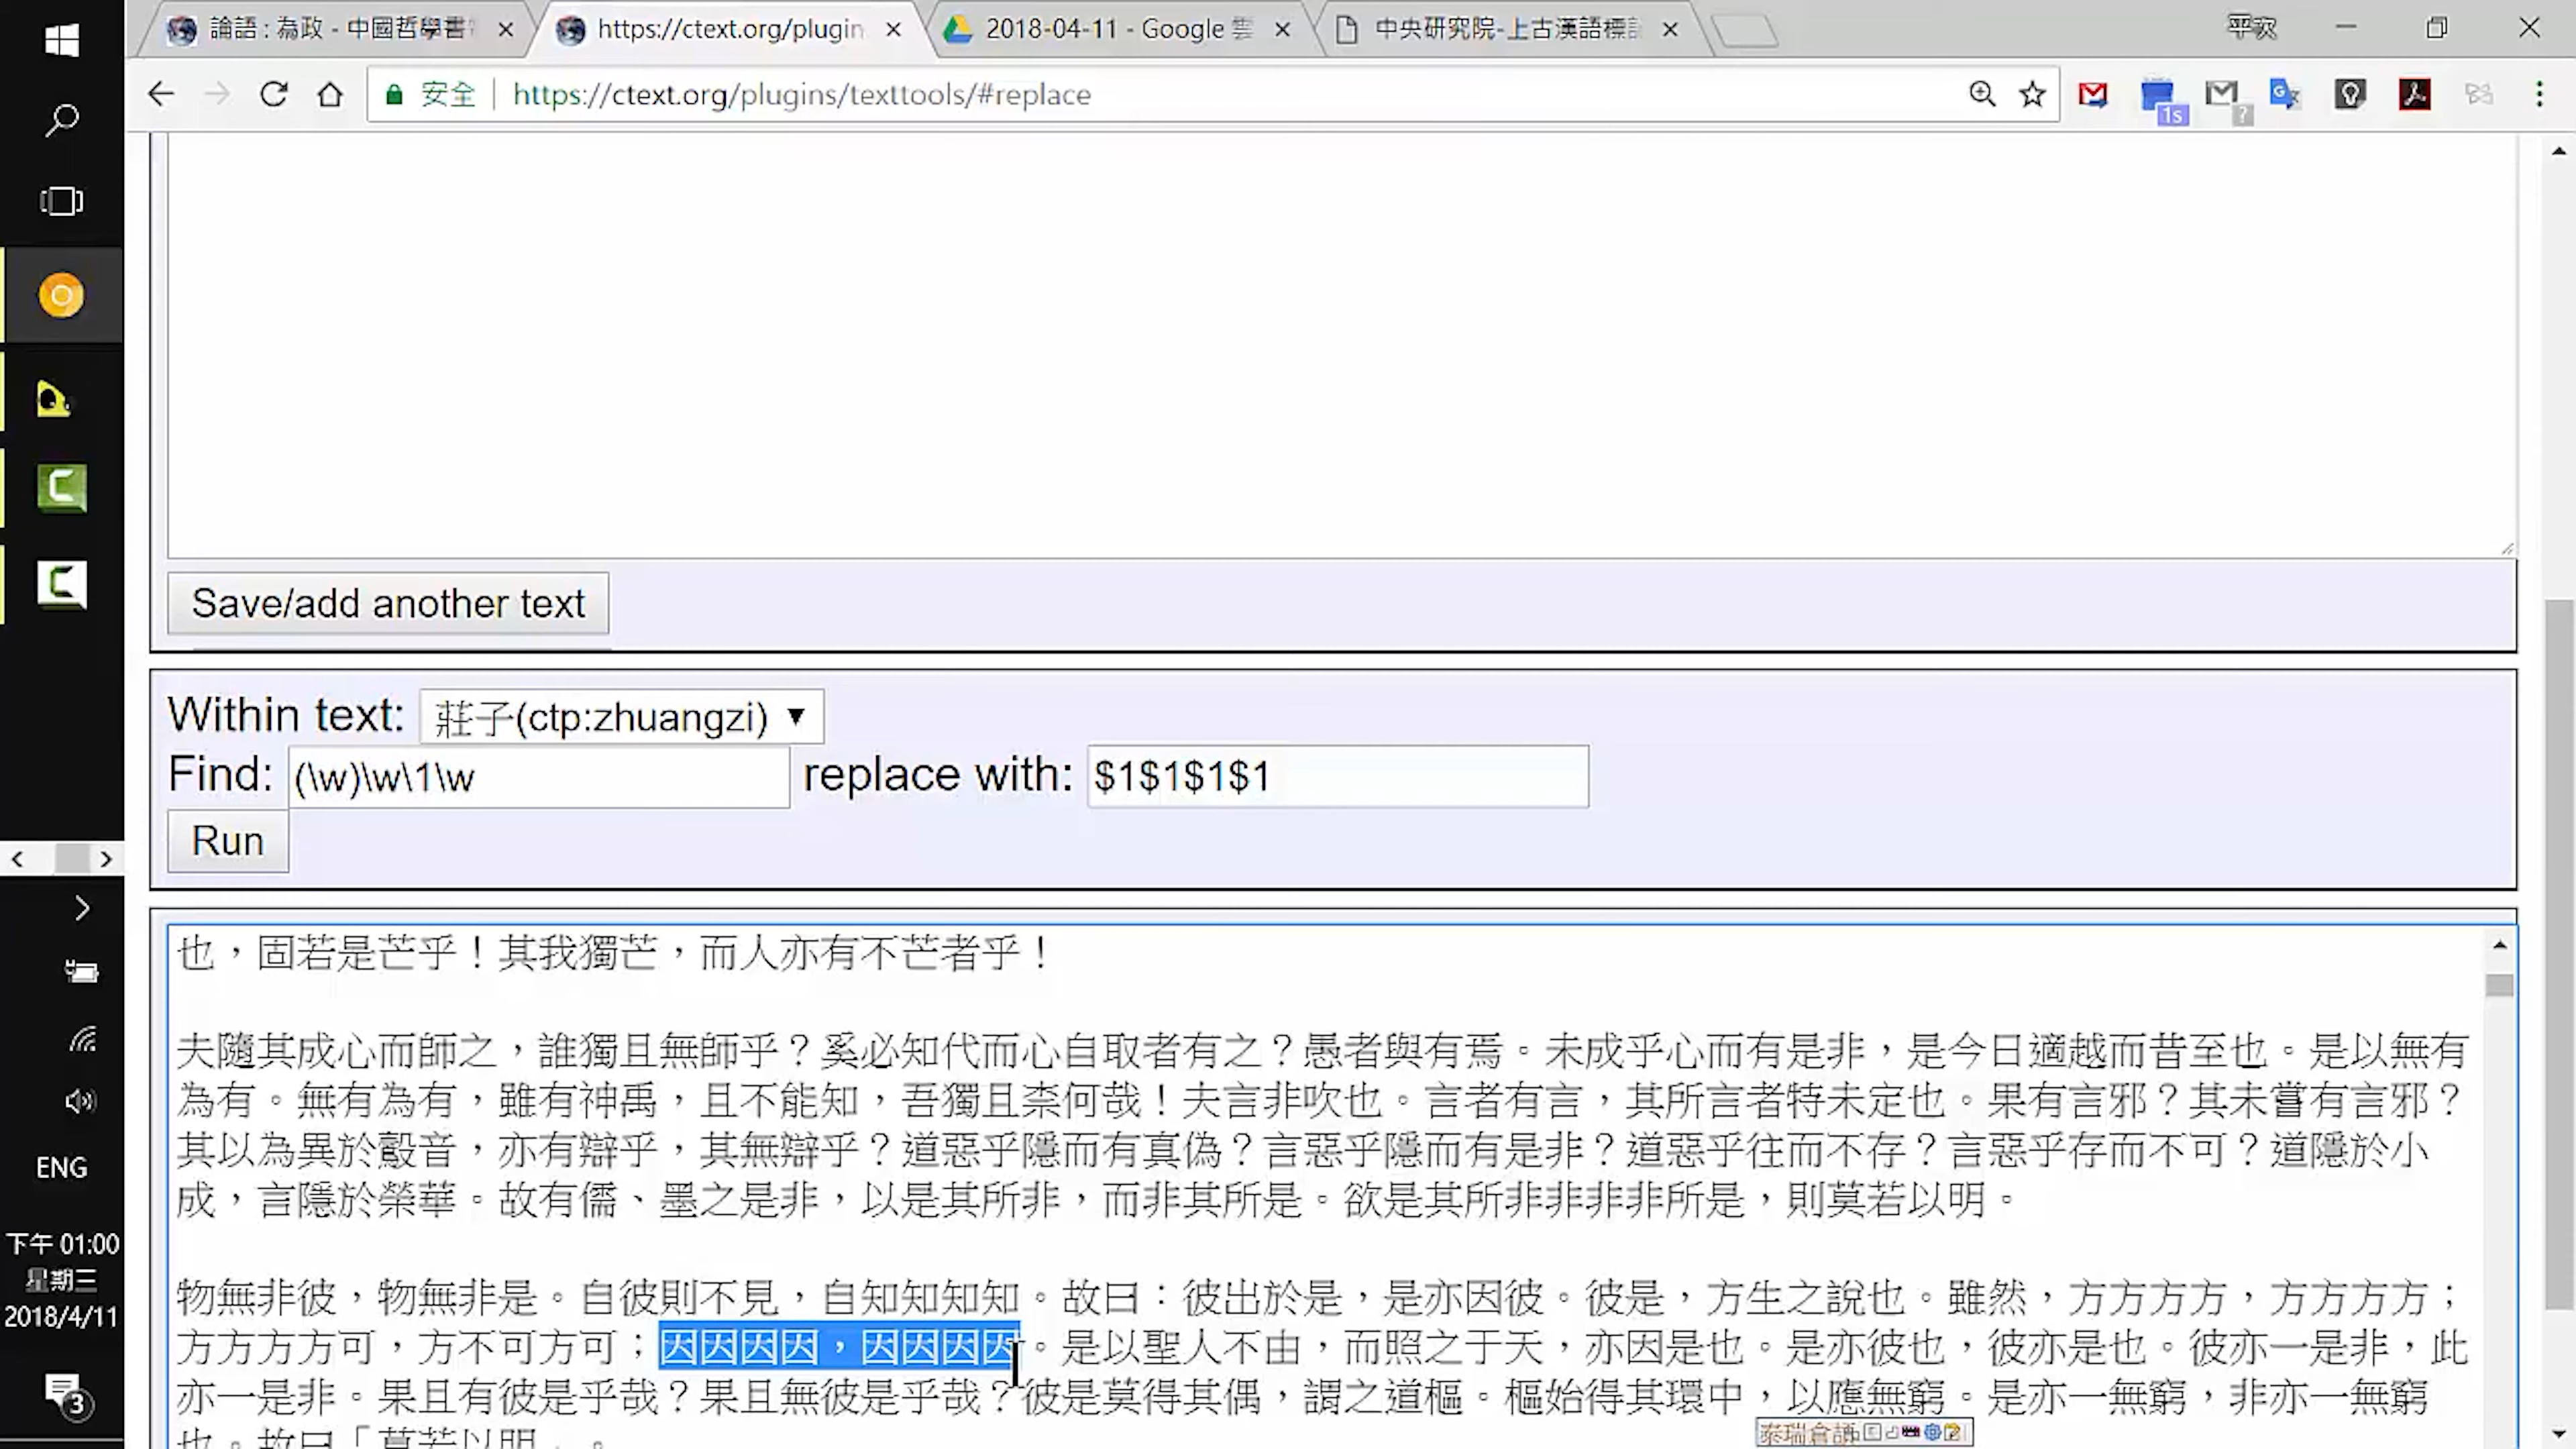 論語 : 為政 - 中國哲學書
https://ctext.org/plugin
2018-04-11 - Google 雲
中央研究院-上古漢語標記
安全
https://ctext.org/plugins/texttools/#replace
1s
?
Save/add another text
Within text: 莊子(ctp:zhuangzi)
Find: (\w)\w\1\w replace with: $1$1$1$1
Run
也，固若是芒乎！其我獨芒，而人亦有不芒者乎！
夫隨其成心而師之，誰獨且無師乎？奚必知代而心自取者有之？愚者與有焉。未成乎心而有是非，是今日適越而昔至也。是以無有
為有。無有為有，雖有神禹，且不能知，吾獨且柰何哉！夫言非吹也。言者有言，其所言者特未定也。果有言邪？其未嘗有言邪？
其以為異於鷇音，亦有辯乎，其無辯乎？道惡乎隱而有真偽？言惡乎隱而有是非？道惡乎往而不存？言惡乎存而不可？道隱於小
成，言隱於榮華。故有儒、墨之是非，以是其所非，而非其所是。欲是其所非非非非所是，則莫若以明。
物無非彼，物無非是。自彼則不見，自知知知知。故曰：彼出於是，是亦因彼。彼是，方生之說也。雖然，方方方方，方方方方；
方方方方可，方不可方可；因因因因，因因因因。是以聖人不由，而照之于天，亦因是也。是亦彼也，彼亦是也。彼亦一是非，此
亦一是非。果且有彼是乎哉？果且無彼是乎哉？彼是莫得其偶，謂之道樞。樞始得其環中，以應無窮。是亦一無窮，非亦一無窮
也。故曰「莫若以明」。
ENG
下午 01:00
星期三
2018/4/11
3